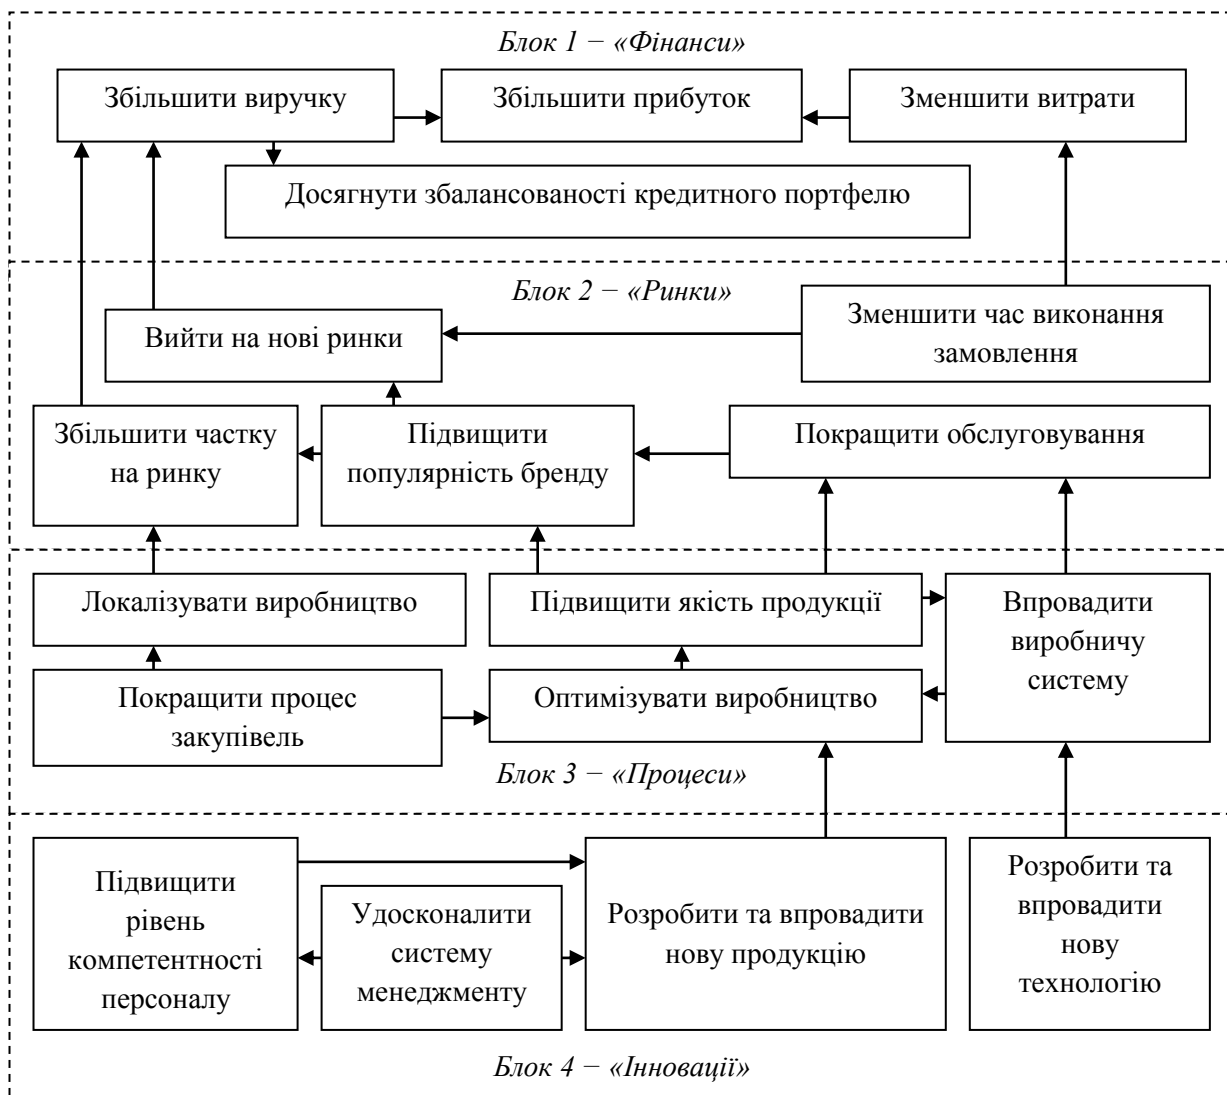 Блок 1 − «Фінанси»
Збільшити виручку
Збільшити прибуток
Зменшити витрати
Досягнути збалансованості кредитного портфелю
Блок 2 − «Ринки»
Вийти на нові ринки
Зменшити час виконання
замовлення
Збільшити частку
на ринку
Підвищити
популярність бренду
Покращити обслуговування
Локалізувати виробництво
Підвищити якість продукції
Впровадити
виробничу
систему
Покращити процес
закупівель
Оптимізувати виробництво
Блок 3 − «Процеси»
Підвищити
рівень
компетентності
персоналу
Удосконалити
систему
менеджменту
Розробити та впровадити
нову продукцію
Розробити та
впровадити
нову
технологію
Блок 4 − «Інновації»